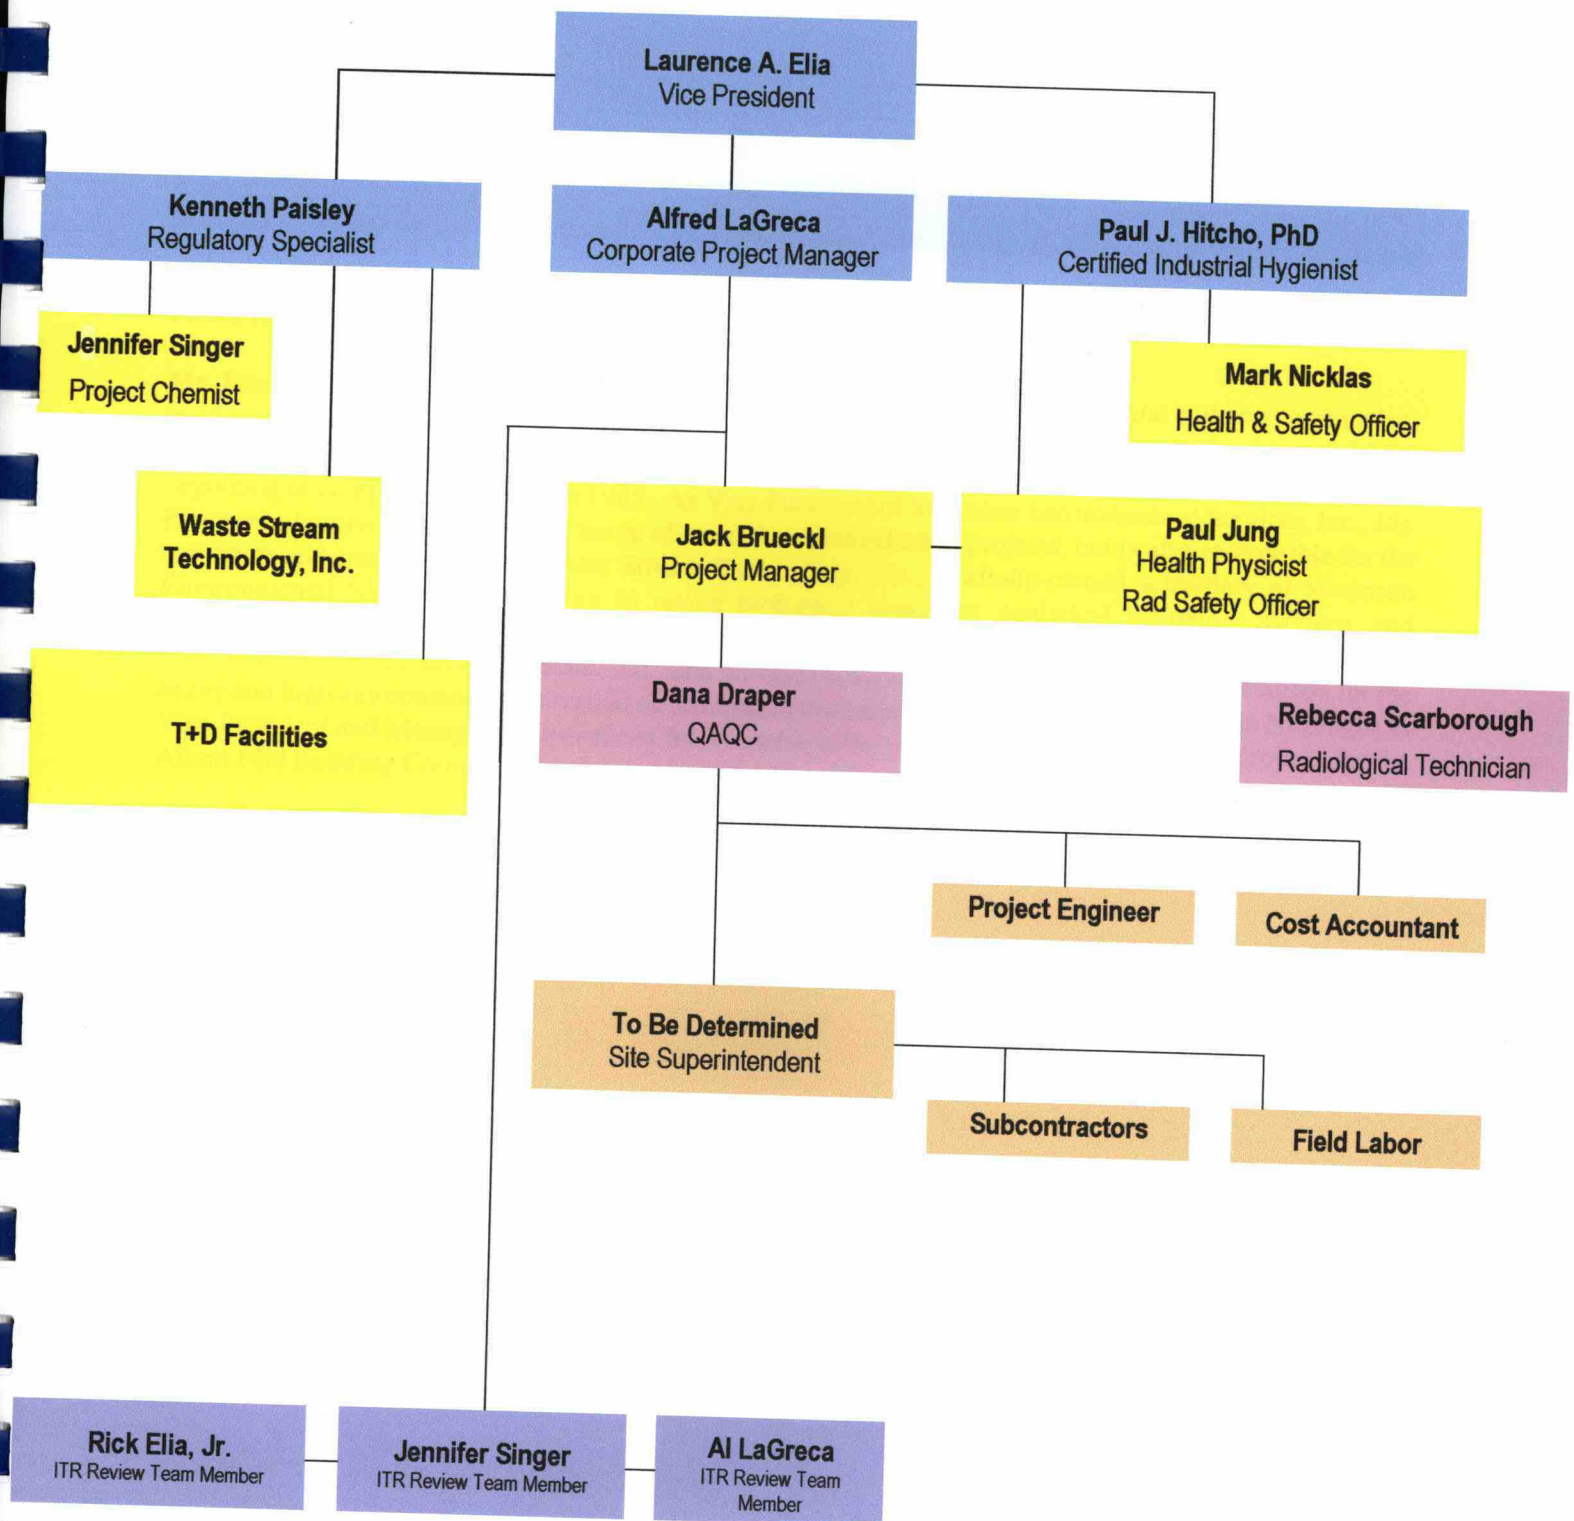 Laurence A. Elia
Vice President
Kenneth Paisley
Regulatory Specialist
Alfred LaGreca
Corporate Project Manager
Paul J. Hitcho, PhD
Certified Industrial Hygienist
Jennifer Singer
Project Chemist
Mark Nicklas
Health & Safety Officer
Waste Stream
Technology, Inc.
Jack Brueckl
Project Manager
Paul Jung
Health Physicist
Rad Safety Officer
T+D Facilities
Dana Draper
QAQC
Rebecca Scarborough
Radiological Technician
Project Engineer
Cost Accountant
To Be Determined
Site Superintendent
Subcontractors
Field Labor
Rick Elia, Jr.
ITR Review Team Member
Jennifer Singer
ITR Review Team Member
Al LaGreca
ITR Review Team
Member